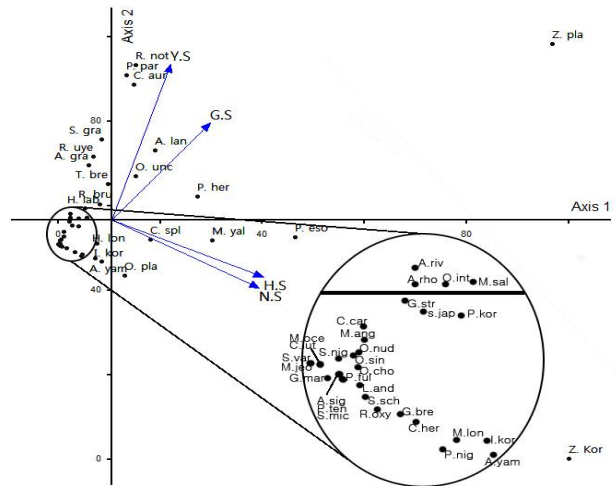 Axis 2
Z. pla
R. not
Y.S
P. par
C. aur
80
G.S
S. gra
R. uye
A. lan
A. gra
O. unc
T. bre
P. her
R. bru
H. lab
Axis 1
0
40
80
H. lon
C. spl
M. yal
P. eso
I. kor
A. yam
O. pla
H.S
N.S
40
A.riv
A.rho
O.int
M.sal
G.str
s.jap
P.kor
C.car
M.ang
M.oce
C.lut
S.nig
O.nud
S.var
O.sin
M.jeo
O.cho
G.mar
P.ful
L.and
A.sig
S.sch
P.ten
S.mic
R.oxy
G.bre
C.her
M.lon
I.kor
P.nig
A.yam
Z. Kor
0